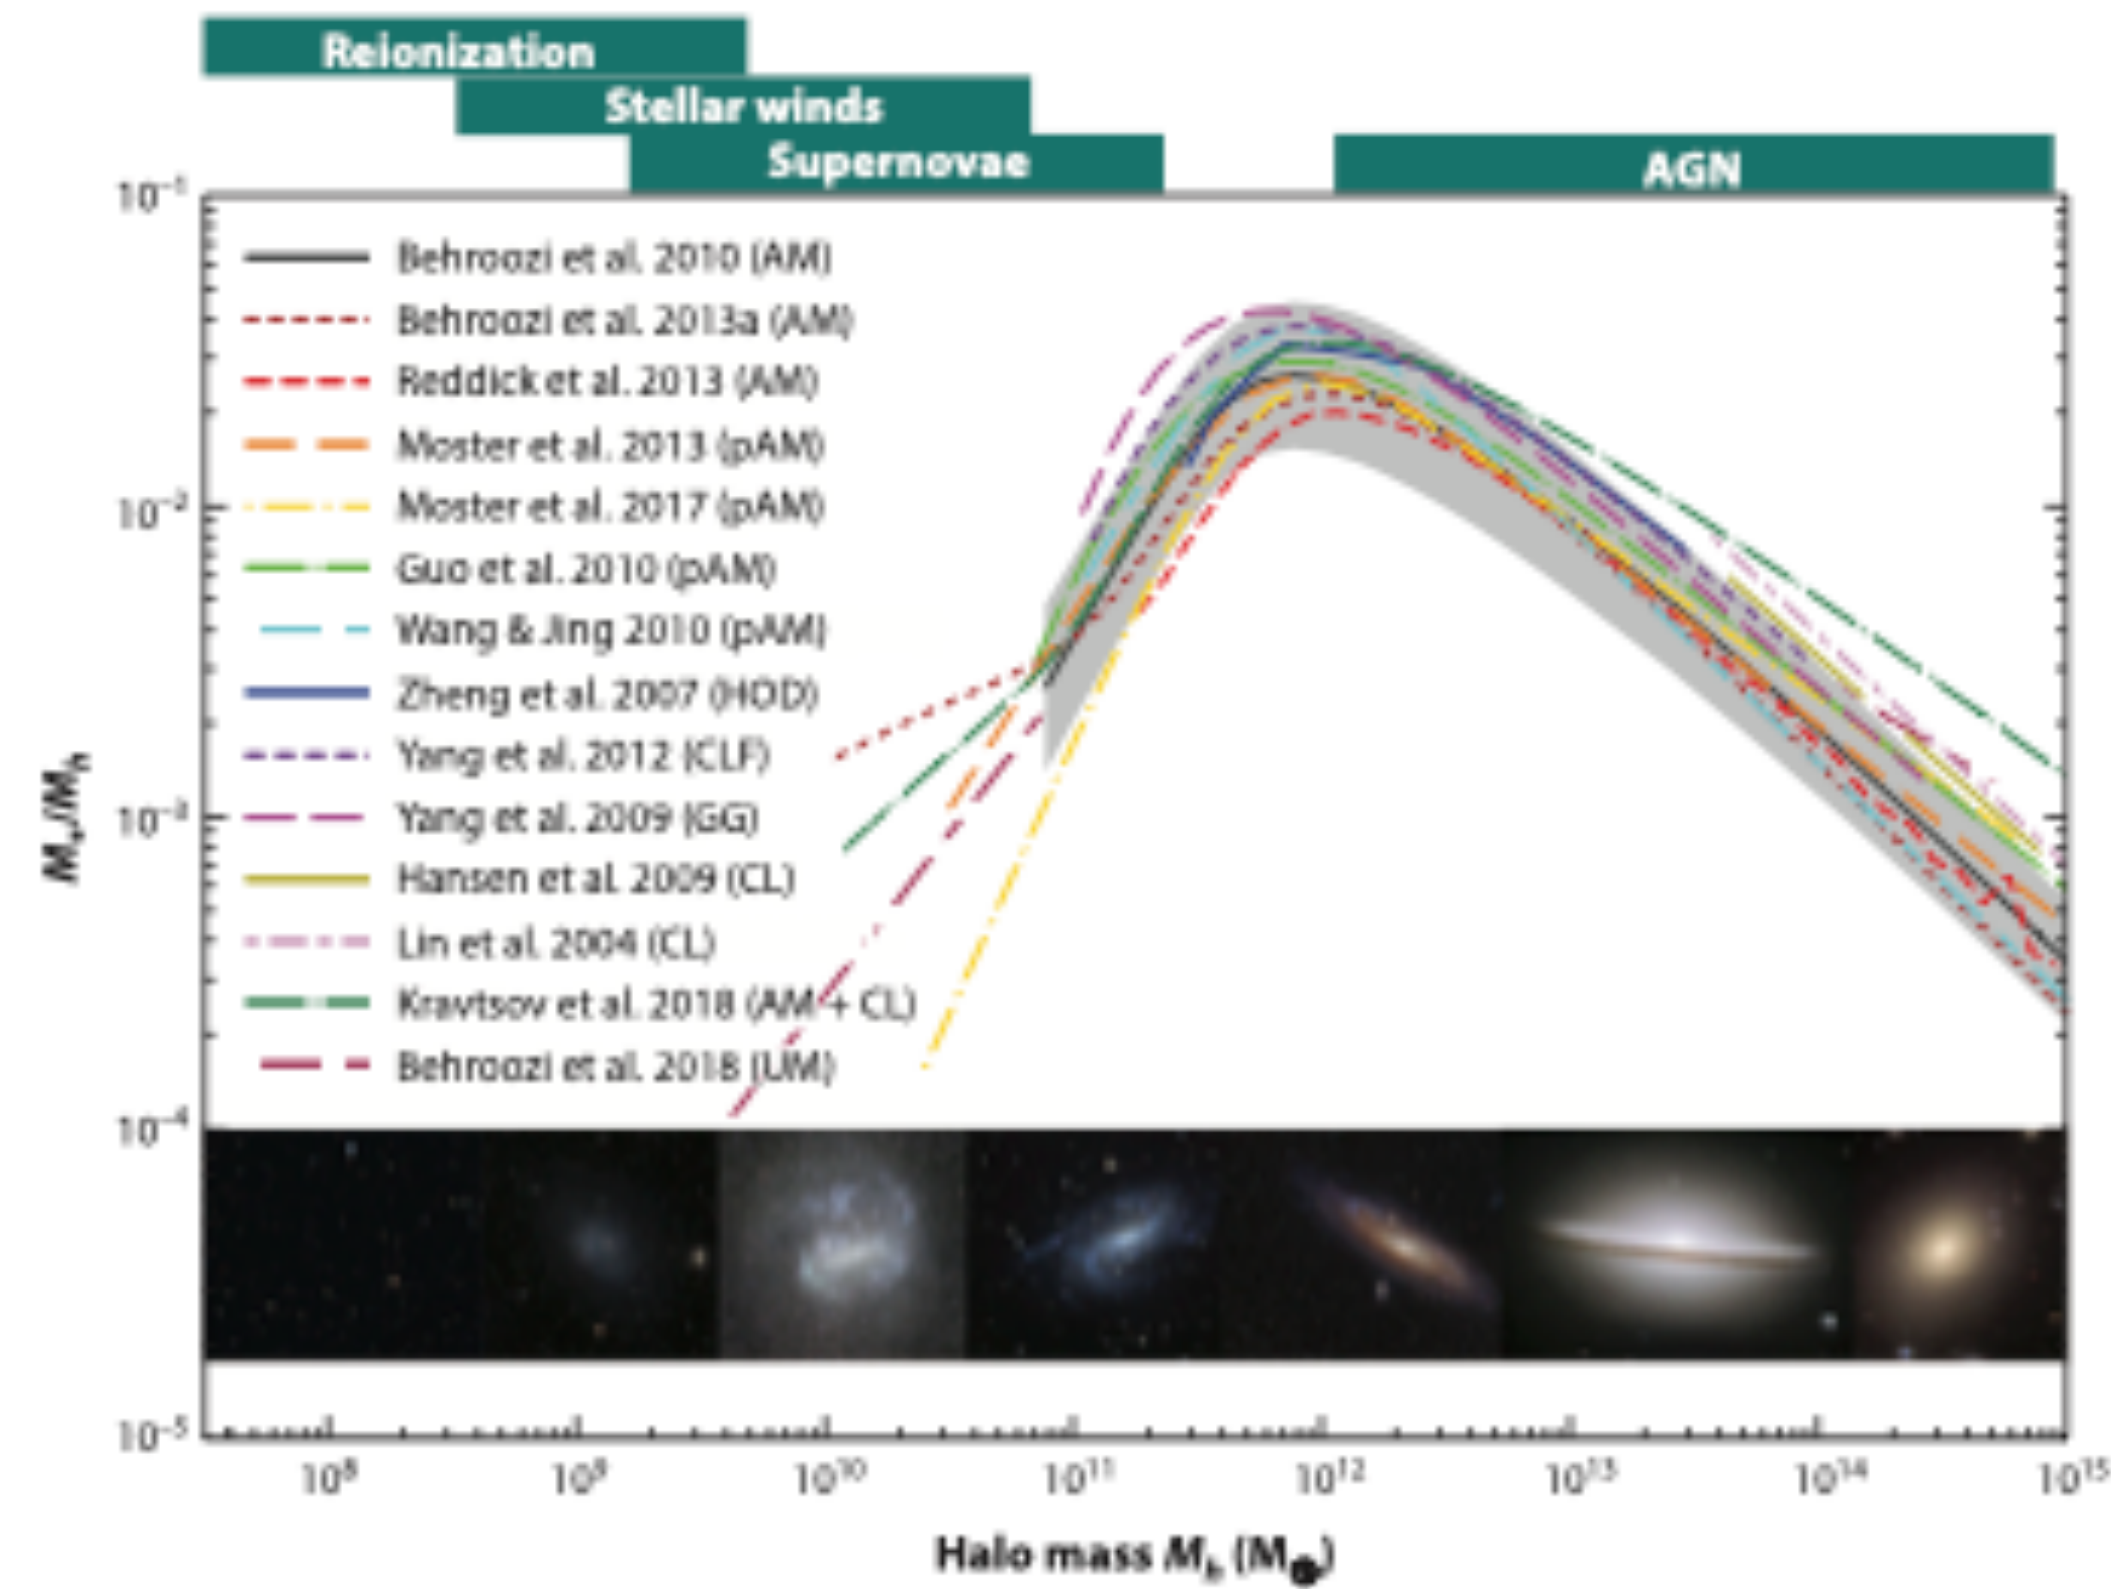 Reionization
Stellar winds
Supernovae
AGN
10⁻¹
10⁻²
10⁻³
10⁻⁴
10⁻⁵
M*/Mh
Behroozi et al. 2010 (AM)
Behroozi et al. 2013a (AM)
Reddick et al. 2013 (AM)
Moster et al. 2013 (pAM)
Moster et al. 2017 (pAM)
Guo et al. 2010 (pAM)
Wang & Jing 2010 (pAM)
Zheng et al. 2007 (HOD)
Yang et al. 2012 (CLF)
Yang et al. 2009 (GG)
Hansen et al. 2009 (CL)
Lin et al. 2004 (CL)
Kravtsov et al. 2018 (AM + CL)
Behroozi et al. 2018 (UM)
10⁸ 10⁹ 10¹⁰ 10¹¹ 10¹² 10¹³ 10¹⁴ 10¹⁵
Halo mass Mh (M☉)